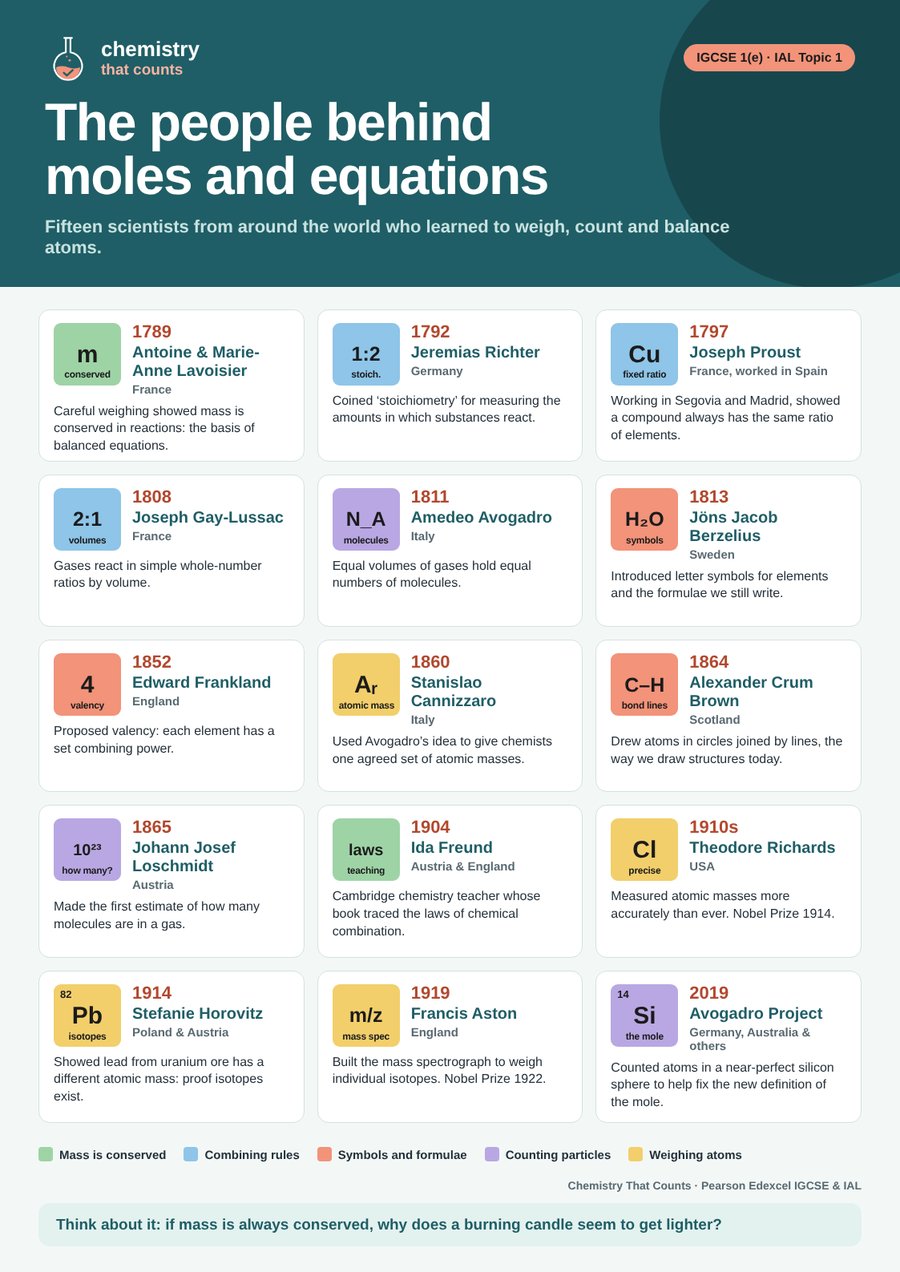 chemistry
that counts
IGCSE 1(e) · IAL Topic 1
The people behind
moles and equations
Fifteen scientists from around the world who learned to weigh, count and balance
atoms.
m
conserved
1789
Antoine & Marie-
Anne Lavoisier
France
Careful weighing showed mass is
conserved in reactions: the basis of
balanced equations.
1:2
stoich.
1792
Jeremias Richter
Germany
Coined ‘stoichiometry’ for measuring the
amounts in which substances react.
Cu
fixed ratio
1797
Joseph Proust
France, worked in Spain
Working in Segovia and Madrid, showed
a compound always has the same ratio
of elements.
2:1
volumes
1808
Joseph Gay-Lussac
France
Gases react in simple whole-number
ratios by volume.
N_A
molecules
1811
Amedeo Avogadro
Italy
Equal volumes of gases hold equal
numbers of molecules.
H₂O
symbols
1813
Jöns Jacob
Berzelius
Sweden
Introduced letter symbols for elements
and the formulae we still write.
4
valency
1852
Edward Frankland
England
Proposed valency: each element has a
set combining power.
Aᵣ
atomic mass
1860
Stanislao
Cannizzaro
Italy
Used Avogadro’s idea to give chemists
one agreed set of atomic masses.
C–H
bond lines
1864
Alexander Crum
Brown
Scotland
Drew atoms in circles joined by lines, the
way we draw structures today.
10²³
how many?
1865
Johann Josef
Loschmidt
Austria
Made the first estimate of how many
molecules are in a gas.
laws
teaching
1904
Ida Freund
Austria & England
Cambridge chemistry teacher whose
book traced the laws of chemical
combination.
Cl
precise
1910s
Theodore Richards
USA
Measured atomic masses more
accurately than ever. Nobel Prize 1914.
82
Pb
isotopes
1914
Stefanie Horovitz
Poland & Austria
Showed lead from uranium ore has a
different atomic mass: proof isotopes
exist.
m/z
mass spec
1919
Francis Aston
England
Built the mass spectrograph to weigh
individual isotopes. Nobel Prize 1922.
14
Si
the mole
2019
Avogadro Project
Germany, Australia &
others
Counted atoms in a near-perfect silicon
sphere to help fix the new definition of
the mole.
Mass is conserved
Combining rules
Symbols and formulae
Counting particles
Weighing atoms
Chemistry That Counts · Pearson Edexcel IGCSE & IAL
Think about it: if mass is always conserved, why does a burning candle seem to get lighter?